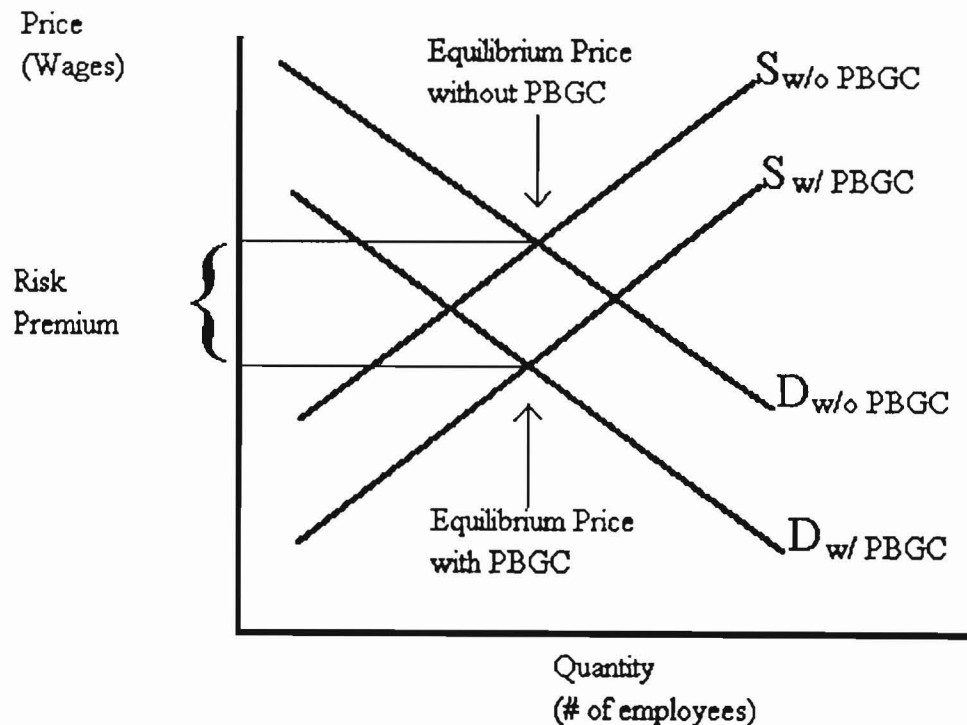 Price
(Wages)
Equilibrium Price
without PBGC
S w/o PBGC
S w/ PBGC
Risk
Premium
D w/o PBGC
Equilibrium Price
with PBGC
D w/ PBGC
Quantity
(# of employees)